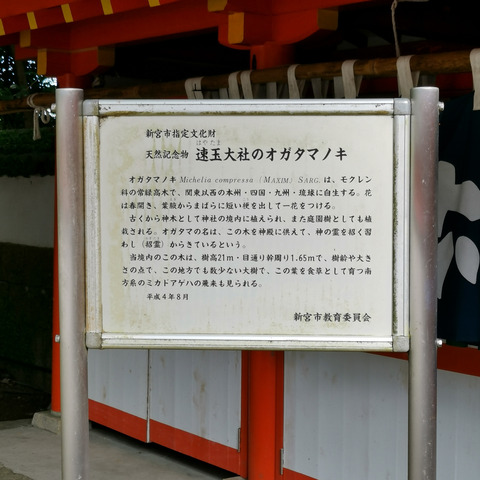 新宮市指定文化財
はやたま
天然記念物 速玉大社のオガタマノキ
オガタマノキ Michelia compressa (MAXIM.) SARG. は、モクレン
科の常緑高木で、関東以西の本州・四国・九州・琉球に自生する。花
は春開き、葉腋からまばらに短い梗を出して一花をつける。
古くから神木として神社の境内に植えられ、また庭園樹としても植
栽される。オガタマの名は、この木を神殿に供えて、神の霊を招く習
わし(招霊)からきているという。
当境内のこの木は、樹高21m・目通り幹周り1.65mで、樹齢や大き
さの点で、この地方でも数少ない大樹で、この葉を食草として育つ南
方系のミカドアゲハの飛来も見られる。
平成4年8月
新宮市教育委員会